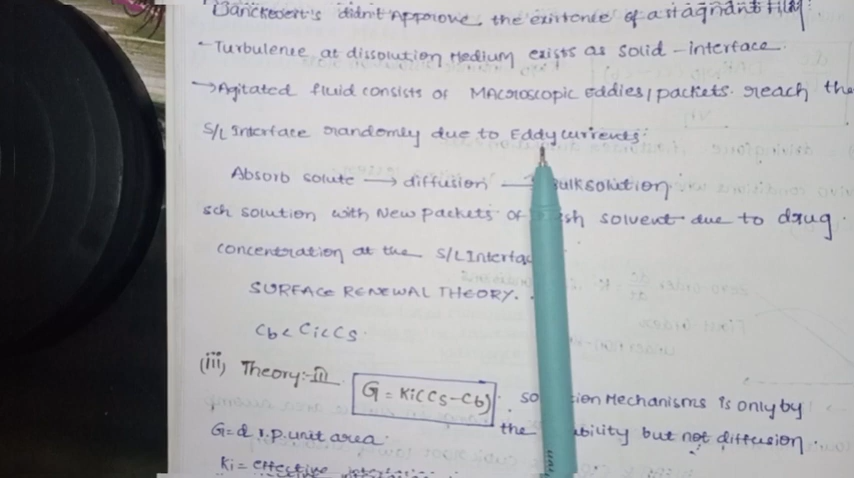 Danckwert's didn't Approve the existence of a stagnant film
- Turbulence at dissolution Medium exists as Solid - interface.
→ Agitated fluid consists of MAcroscopic eddies/packets. reach the
S/L Interface randomly due to Eddy currents:
Absorb solute → diffusion → Bulk solution
sch solution with New packets of sh solvent due to drug.
concentration at the S/L Interfac
SURFACE RENEWAL THEORY.
Cb < Ci < Cs.
(iii) Theory:-III.
G = Ki (Cs - Cb) . so ion Mechanisms is only by
the ability but not diffusion.
G = d r.p. unit area.
Ki = effective